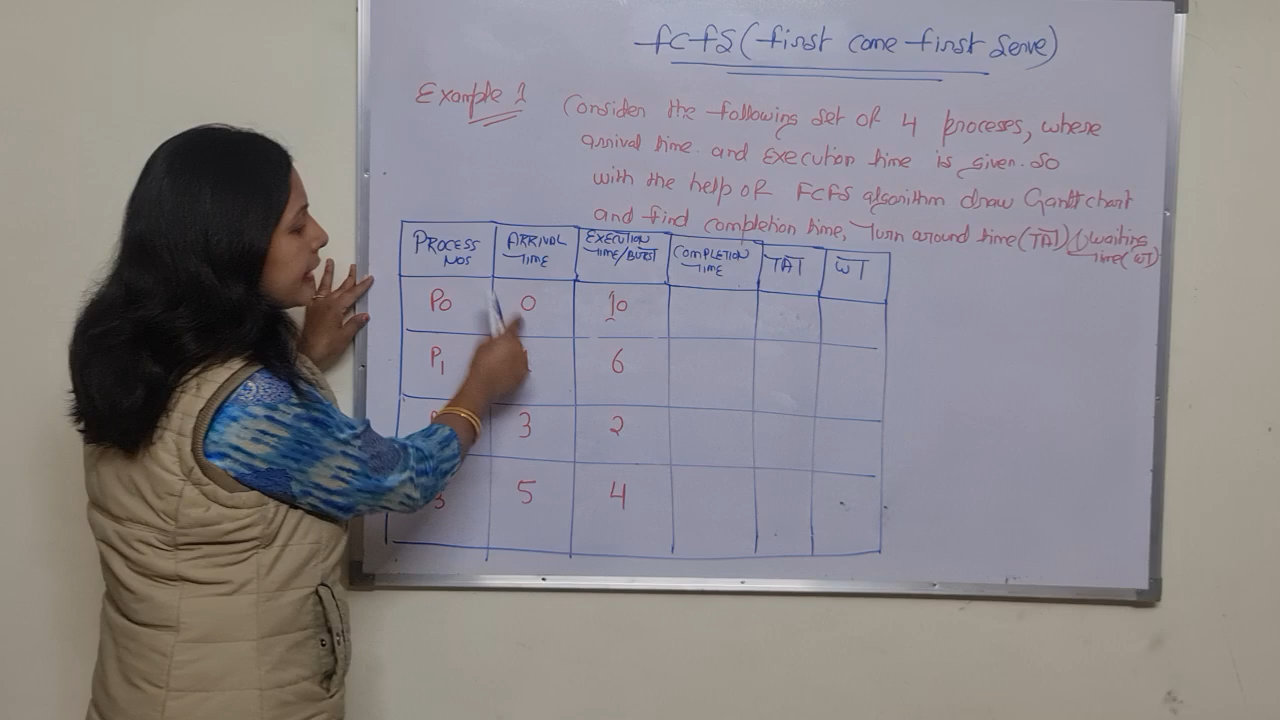 FCFS (first come first serve)
Example 1 Consider the following set of 4 proceses, where
arrival time and execution time is given. So
with the help of FCFS algorithm draw Gantt chart
and find completion time, Turn around time (TAT) & waiting
time (WT)
PROCESS NOS ARRIVAL TIME EXECUTION TIME/BURST COMPLETION TIME TAT WT
P0 0 10
P1 6
3 2
3 5 4